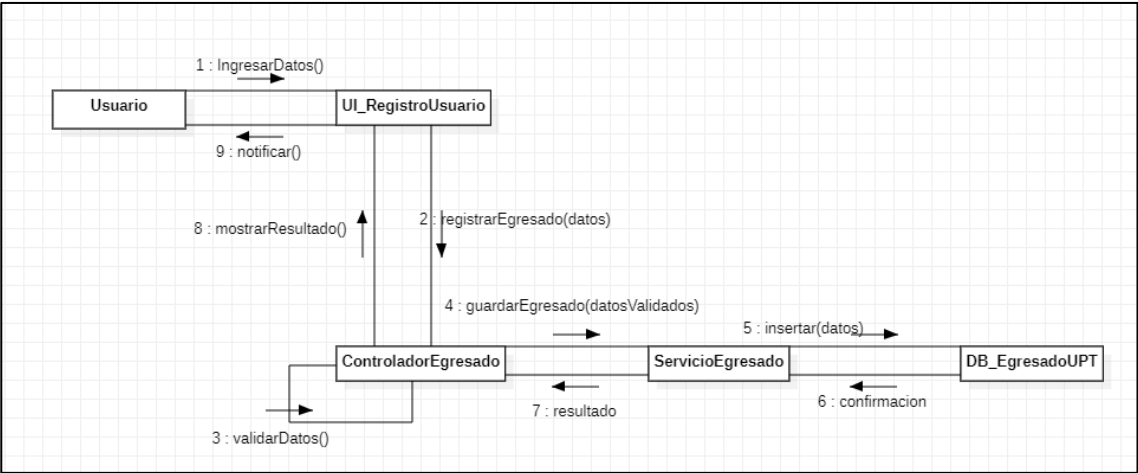 1 : IngresarDatos()
Usuario
UI_RegistroUsuario
9 : notificar()
8 : mostrarResultado()
2 : registrarEgresado(datos)
4 : guardarEgresado(datosValidados)
5 : insertar(datos)
ControladorEgresado
ServicioEgresado
DB_EgresadoUPT
7 : resultado
6 : confirmacion
3 : validarDatos()